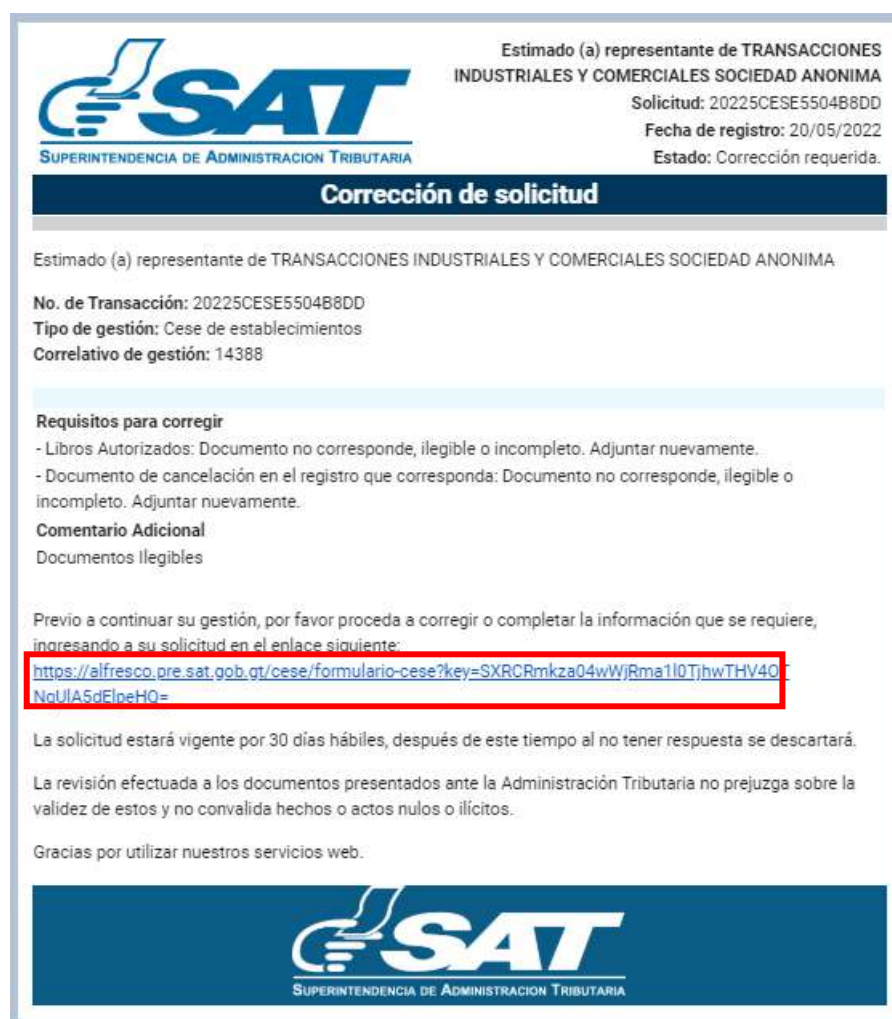 SAT
SUPERINTENDENCIA DE ADMINISTRACION TRIBUTARIA
Estimado (a) representante de TRANSACCIONES
INDUSTRIALES Y COMERCIALES SOCIEDAD ANONIMA
Solicitud: 20225CESE5504B8DD
Fecha de registro: 20/05/2022
Estado: Corrección requerida.
Corrección de solicitud
Estimado (a) representante de TRANSACCIONES INDUSTRIALES Y COMERCIALES SOCIEDAD ANONIMA
No. de Transacción: 20225CESE5504B8DD
Tipo de gestión: Cese de establecimientos
Correlativo de gestión: 14388
Requisitos para corregir
- Libros Autorizados: Documento no corresponde, ilegible o incompleto. Adjuntar nuevamente.
- Documento de cancelación en el registro que corresponda: Documento no corresponde, ilegible o
incompleto. Adjuntar nuevamente.
Comentario Adicional
Documentos Ilegibles
Previo a continuar su gestión, por favor proceda a corregir o completar la información que se requiere,
ingresando a su solicitud en el enlace siguiente:
https://alfresco.pre.sat.gob.gt/cese/formulario-cese?key=SXRCRmkza04wWjRma1l0TjhwTHV4OT
NqUlA5dElpeHQ=
La solicitud estará vigente por 30 días hábiles, después de este tiempo al no tener respuesta se descartará.
La revisión efectuada a los documentos presentados ante la Administración Tributaria no prejuzga sobre la
validez de estos y no convalida hechos o actos nulos o ilícitos.
Gracias por utilizar nuestros servicios web.
SAT
SUPERINTENDENCIA DE ADMINISTRACION TRIBUTARIA